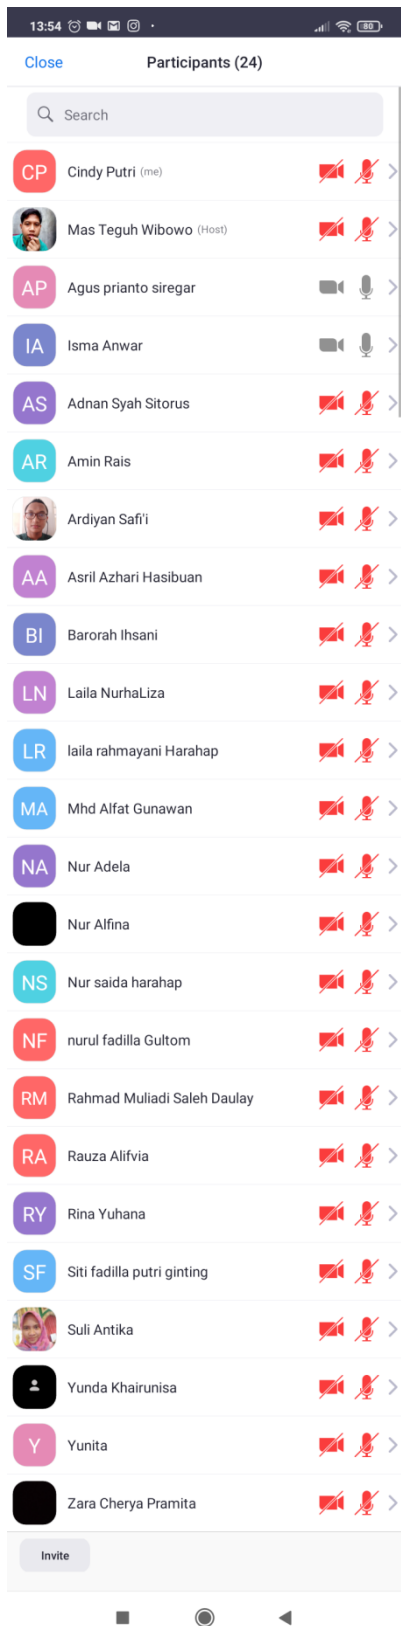 13:54 80
Close Participants (24)
Search
CP Cindy Putri (me)
Mas Teguh Wibowo (Host)
AP Agus prianto siregar
IA Isma Anwar
AS Adnan Syah Sitorus
AR Amin Rais
Ardiyan Safi'i
AA Asril Azhari Hasibuan
BI Barorah Ihsani
LN Laila NurhaLiza
LR laila rahmayani Harahap
MA Mhd Alfat Gunawan
NA Nur Adela
Nur Alfina
NS Nur saida harahap
NF nurul fadilla Gultom
RM Rahmad Muliadi Saleh Daulay
RA Rauza Alifvia
RY Rina Yuhana
SF Siti fadilla putri ginting
Suli Antika
Yunda Khairunisa
Y Yunita
Zara Cherya Pramita
Invite